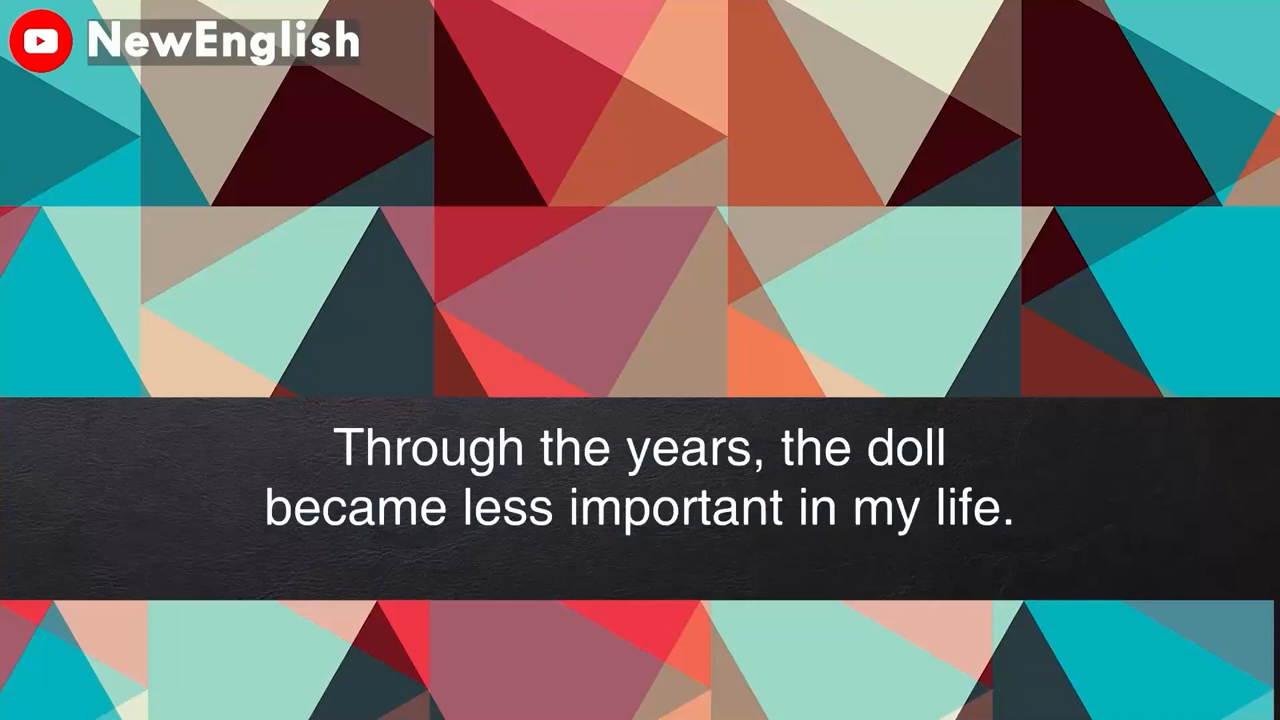 NewEnglish
Through the years, the doll
became less important in my life.